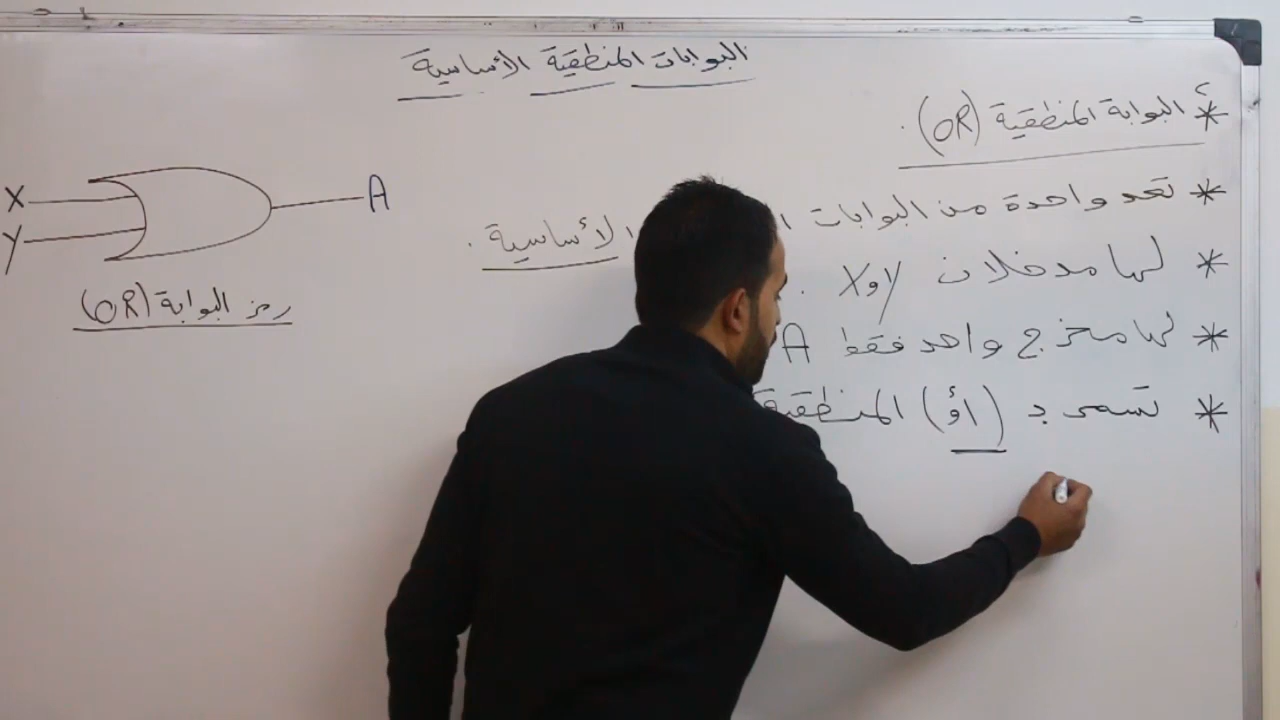 البوابات المنطقية الأساسية
* البوابة المنطقية (OR) .
* تعد واحدة من البوابات الأساسية .
* لها مدخلان X و Y .
* لها مخرج واحد فقط A
* تسمى بـ (أو) المنطقية
X
Y
A
رمز البوابة (OR)